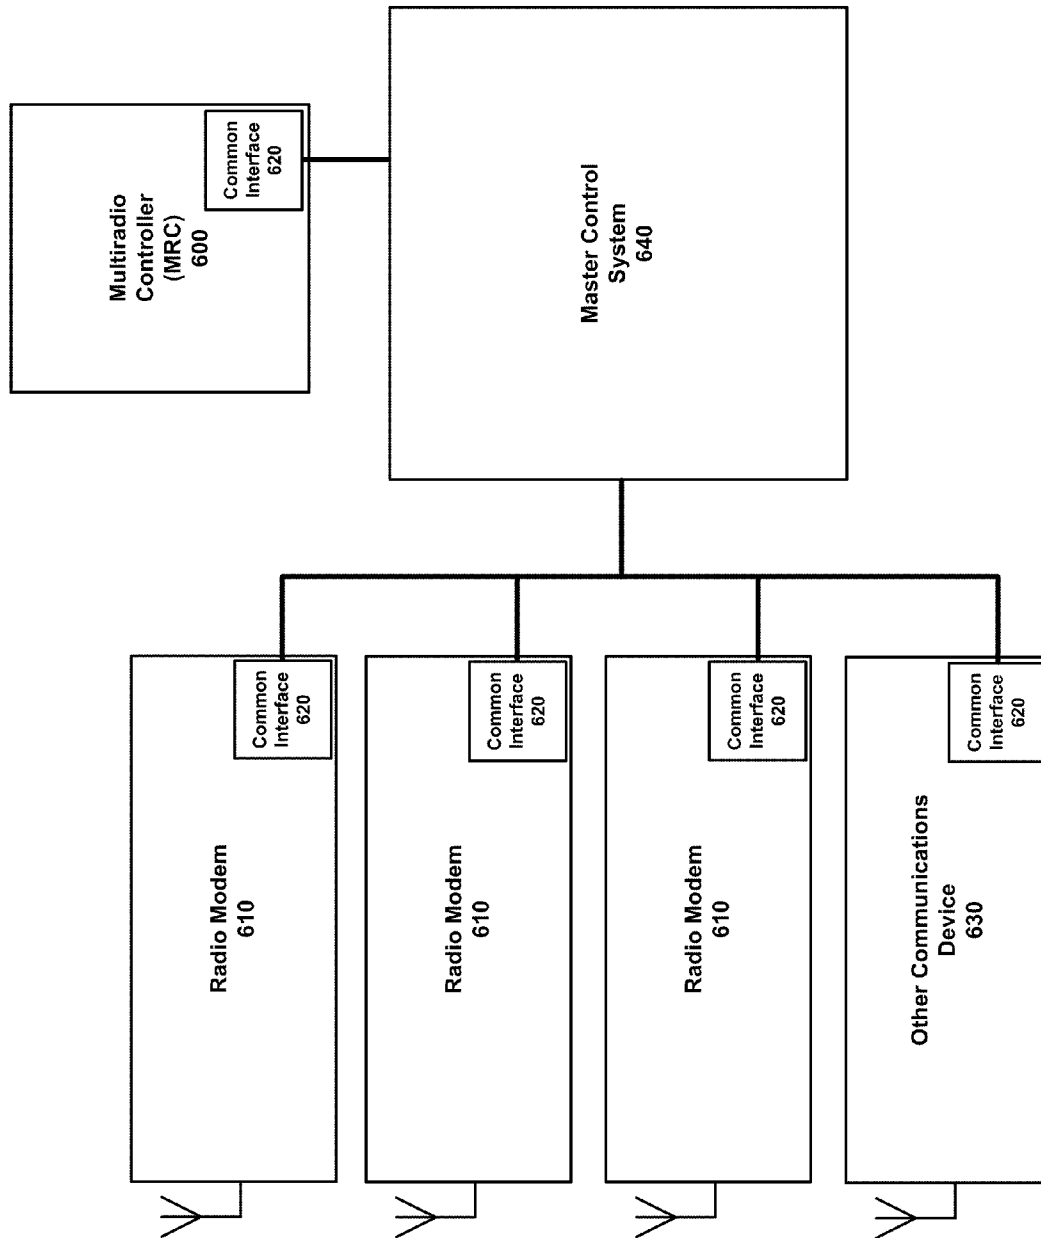 Multiradio
Controller
(MRC)
600
Common
Interface
620
Master Control
System
640
Radio Modem
610
Common
Interface
620
Radio Modem
610
Common
Interface
620
Radio Modem
610
Common
Interface
620
Other Communications
Device
630
Common
Interface
620